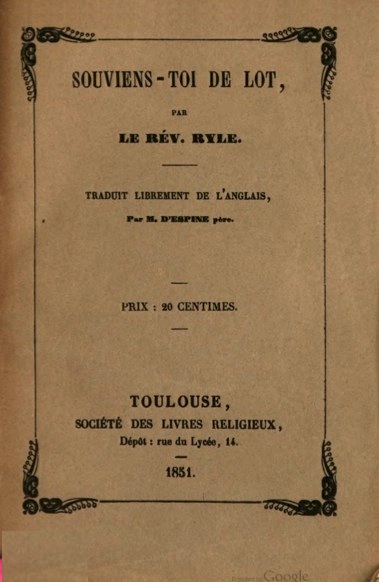 SOUVIENS-TOI DE LOT,
PAR
LE RÉV. RYLE.
TRADUIT LIBREMENT DE L'ANGLAIS,
Par M. D'ESPINE père.
PRIX : 20 CENTIMES.
TOULOUSE,
SOCIÉTÉ DES LIVRES RELIGIEUX,
Dépôt : rue du Lycée, 14.
1851.
Google